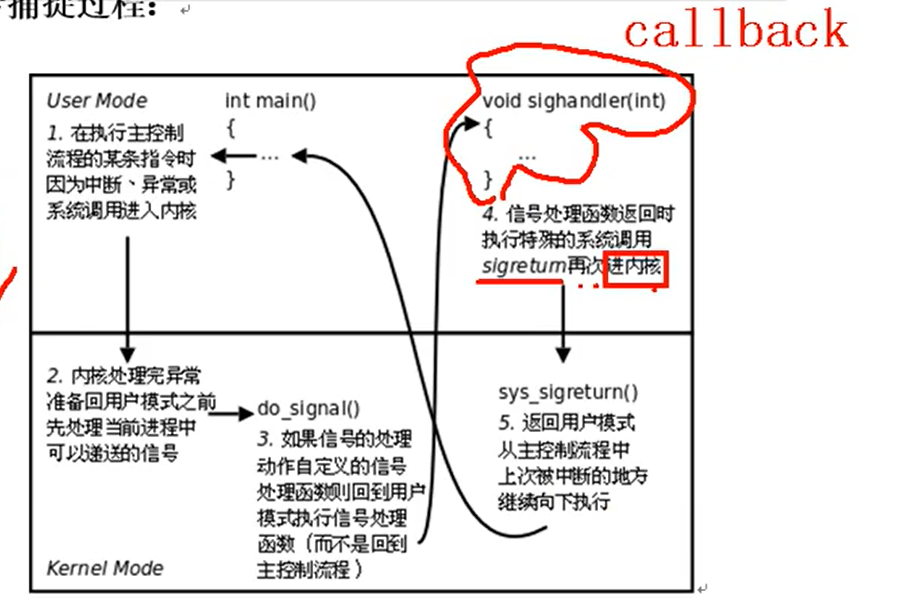 捕捉过程：
callback
User Mode
1. 在执行主控制
流程的某条指令时
因为中断、异常或
系统调用进入内核
int main()
{
...
}
void sighandler(int)
{
...
}
4. 信号处理函数返回时
执行特殊的系统调用
sigreturn再次进内核
2. 内核处理完异常
准备回用户模式之前
先处理当前进程中
可以递送的信号
do_signal()
3. 如果信号的处理
动作自定义的信号
处理函数则回到用户
模式执行信号处理
函数（而不是回到
主控制流程）
sys_sigreturn()
5. 返回用户模式
从主控制流程中
上次被中断的地方
继续向下执行
Kernel Mode